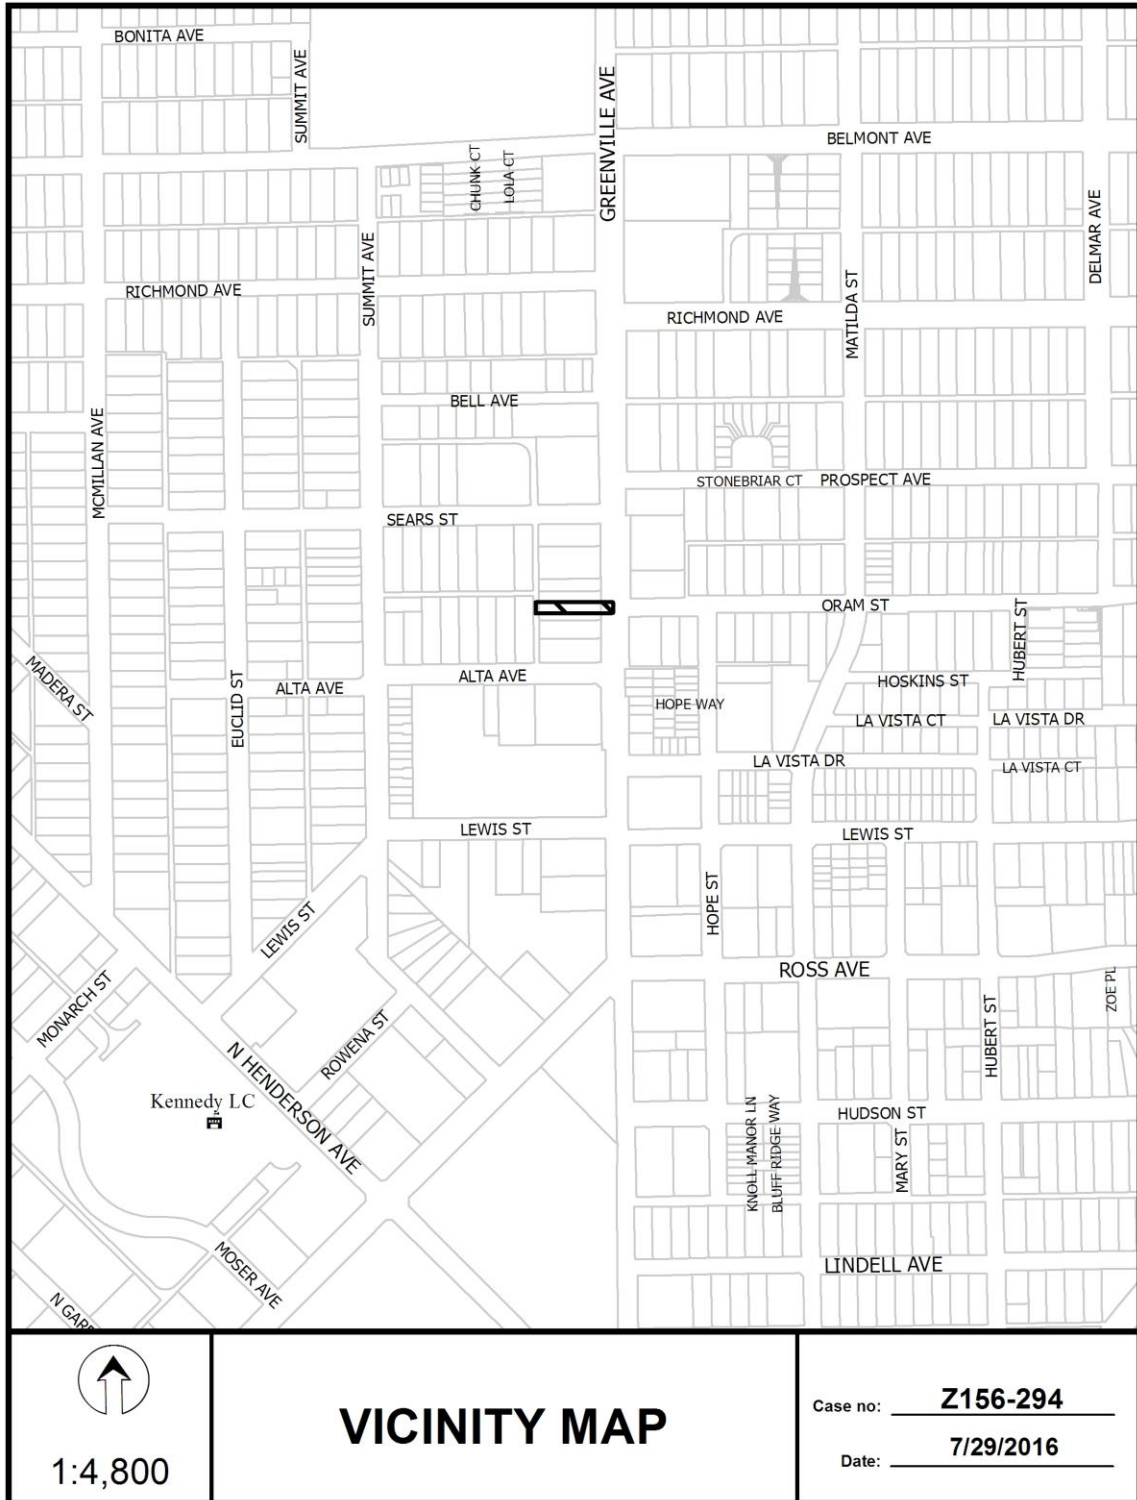 BONITA AVE
SUMMIT AVE
GREENVILLE AVE
BELMONT AVE
CHUNK CT
LOLA CT
DELMAR AVE
SUMMIT AVE
RICHMOND AVE
MATILDA ST
RICHMOND AVE
BELL AVE
MCMILLAN AVE
STONEBRIAR CT
PROSPECT AVE
SEARS ST
ORAM ST
HUBERT ST
MADERA ST
EUCLID ST
ALTA AVE
ALTA AVE
HOSKINS ST
HOPE WAY
LA VISTA CT
LA VISTA DR
LA VISTA DR
LA VISTA CT
LEWIS ST
LEWIS ST
HOPE ST
LEWIS ST
ROSS AVE
ZOE PL
MONARCH ST
ROWENA ST
HUBERT ST
N HENDERSON AVE
Kennedy LC
HUDSON ST
KNOLL MANOR LN
BLUFF RIDGE WAY
MARY ST
MOSER AVE
LINDELL AVE
N GAR
1:4,800
VICINITY MAP
Case no: Z156-294
Date: 7/29/2016